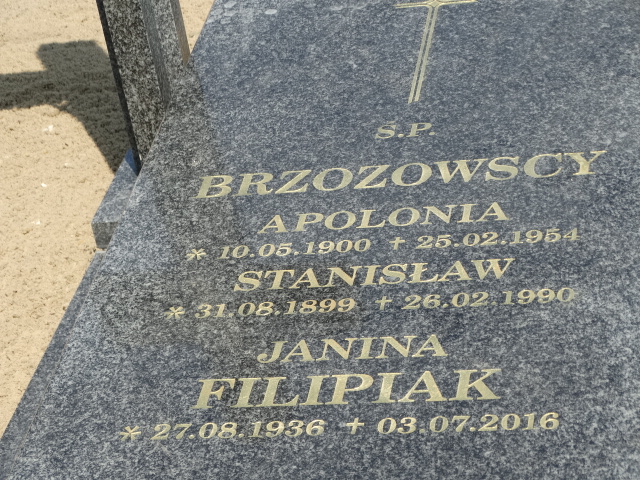 Ś.P.
BRZOZOWSCY
APOLONIA
* 10.05.1900 + 25.02.1954
STANISŁAW
* 31.08.1899 + 26.02.1990
JANINA
FILIPIAK
* 27.08.1936 + 03.07.2016